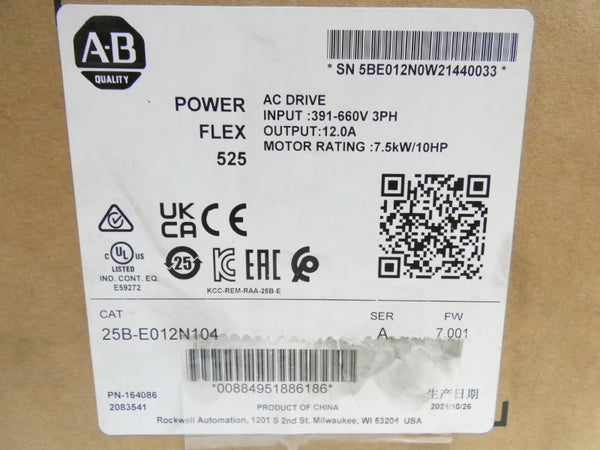 A-B
QUALITY
* SN 5BE012N0W21440033 *
POWER
FLEX
525
AC DRIVE
INPUT :391-660V 3PH
OUTPUT:12.0A
MOTOR RATING :7.5kW/10HP
UK
CA
CE
C UL US
LISTED
IND. CONT. EQ.
E59272
25
EAC
KCC-REM-RAA-25B-E
CAT
SER
FW
25B-E012N104
A
7.001
*00884951886186*
PN-164086
2083541
PRODUCT OF CHINA
Rockwell Automation, 1201 S 2nd St, Milwaukee, WI 53204 USA
生产日期
2021/10/26